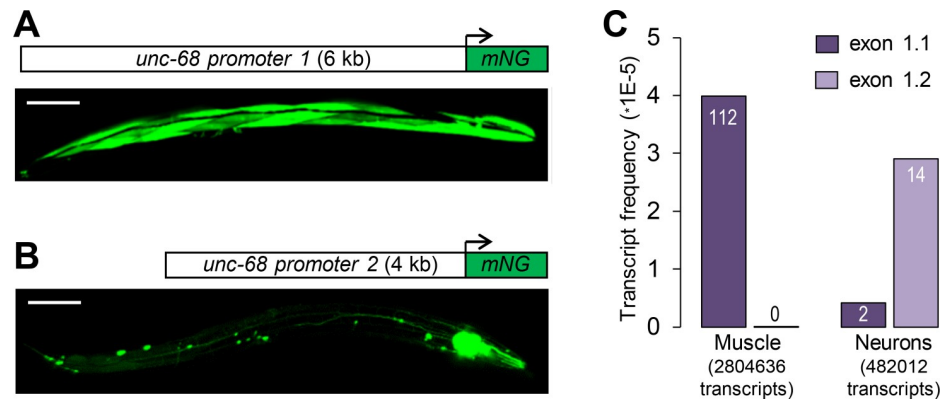 A
unc-68 promoter 1 (6 kb)
mNG
B
unc-68 promoter 2 (4 kb)
mNG
C
exon 1.1
exon 1.2
Transcript frequency (*1E-5)
5
4
3
2
1
0
112
0
2
14
Muscle
(2804636
transcripts)
Neurons
(482012
transcripts)